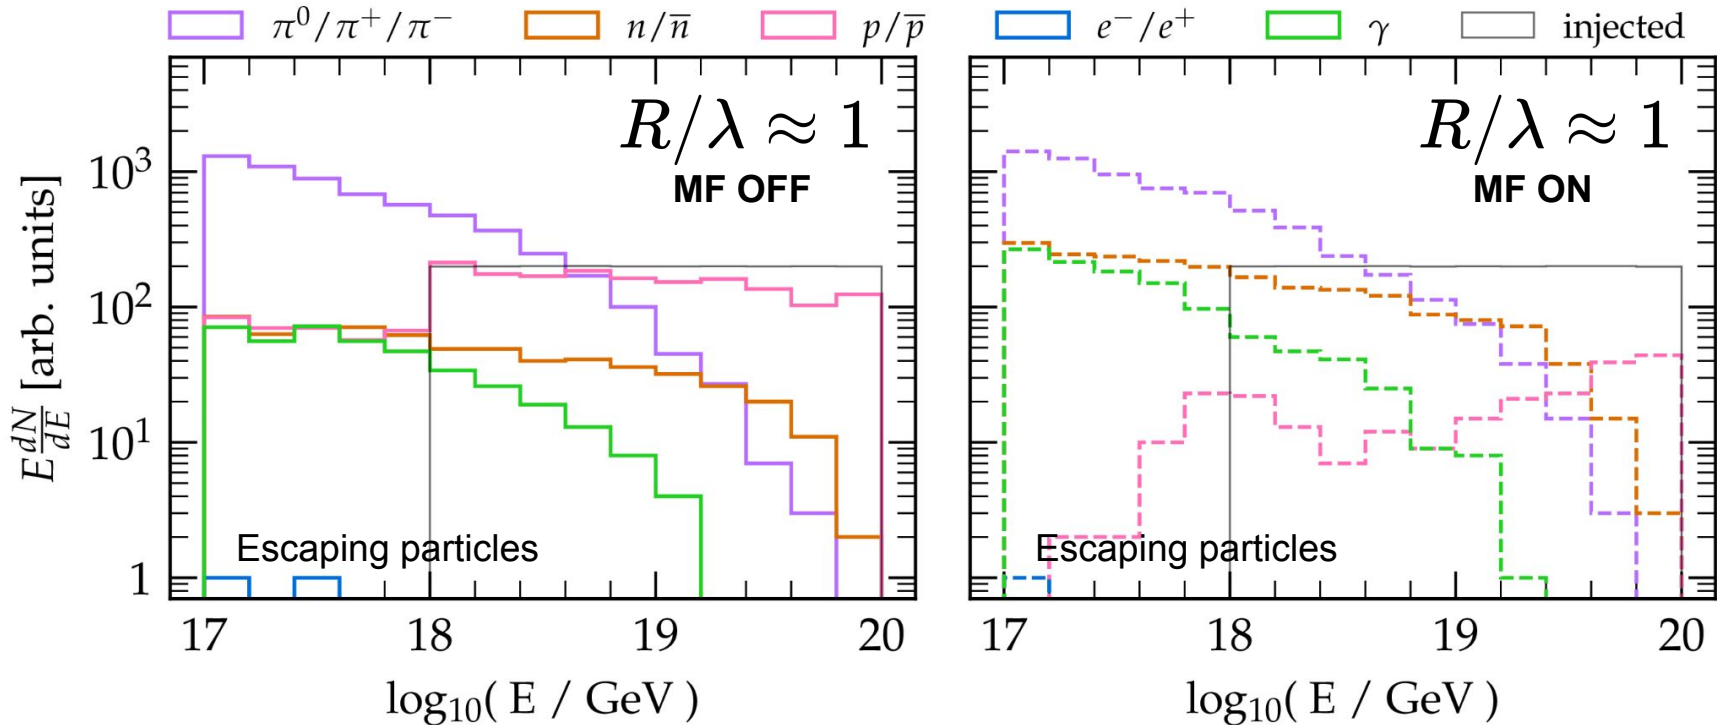 π⁰/π⁺/π⁻ n/n̅ p/p̅ e⁻/e⁺ γ injected
R/λ ≈ 1
MF OFF
R/λ ≈ 1
MF ON
E dN/dE [arb. units]
10³
10²
10¹
1
Escaping particles
Escaping particles
17 18 19 20
17 18 19 20
log₁₀( E / GeV )
log₁₀( E / GeV )